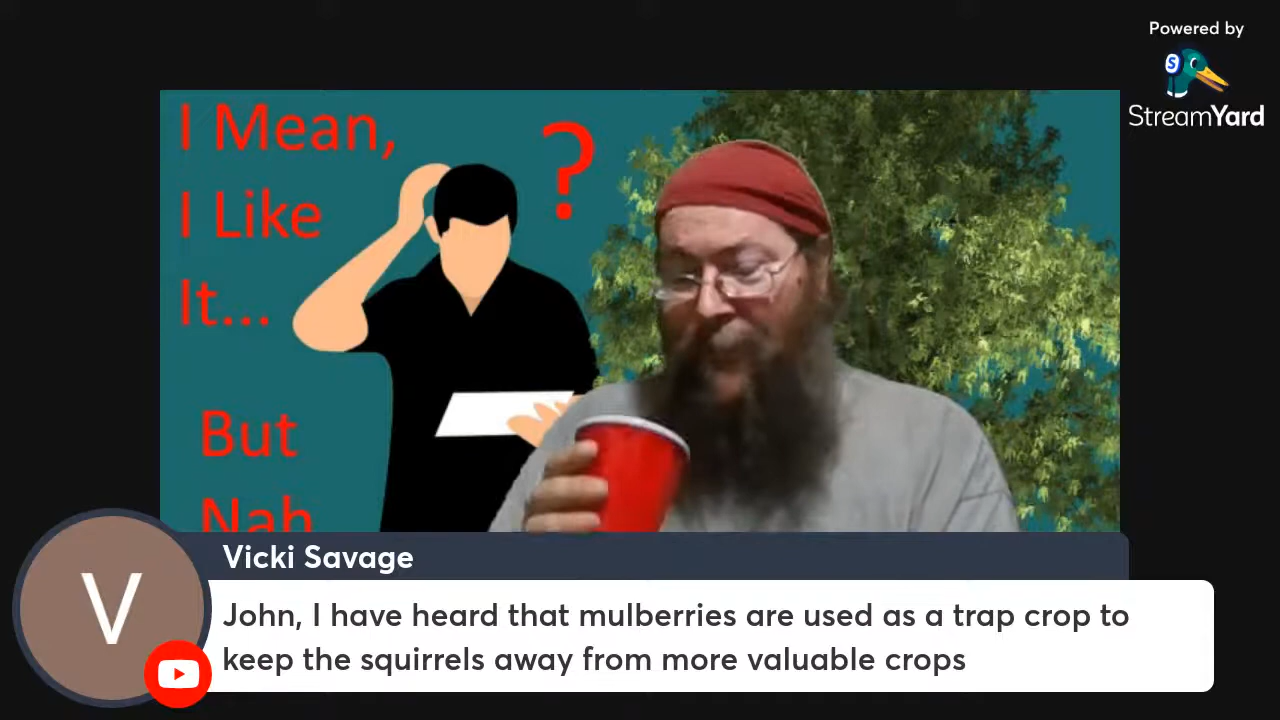 Powered by
StreamYard
I Mean,
?
I Like
It...
But
Nah
Vicki Savage
V
John, I have heard that mulberries are used as a trap crop to
keep the squirrels away from more valuable crops